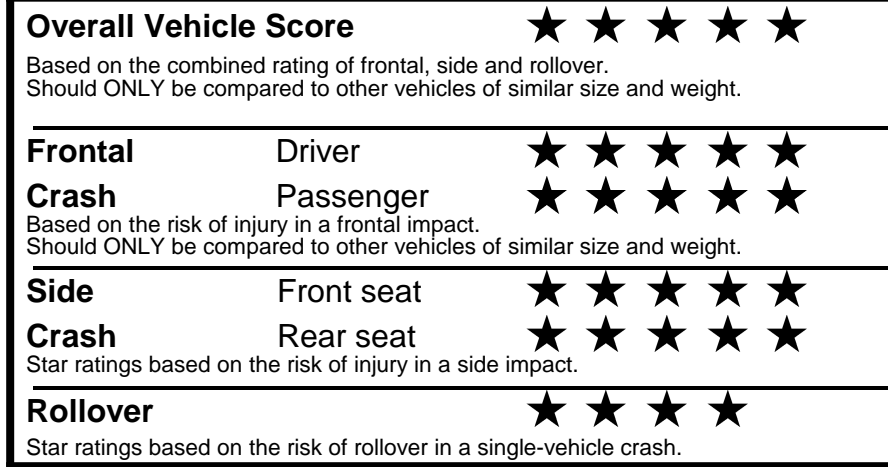 Overall Vehicle Score ★ ★ ★ ★ ★
Based on the combined rating of frontal, side and rollover.
Should ONLY be compared to other vehicles of similar size and weight.
Frontal Driver ★ ★ ★ ★ ★
Crash Passenger ★ ★ ★ ★ ★
Based on the risk of injury in a frontal impact.
Should ONLY be compared to other vehicles of similar size and weight.
Side Front seat ★ ★ ★ ★ ★
Crash Rear seat ★ ★ ★ ★ ★
Star ratings based on the risk of injury in a side impact.
Rollover ★ ★ ★ ★
Star ratings based on the risk of rollover in a single-vehicle crash.